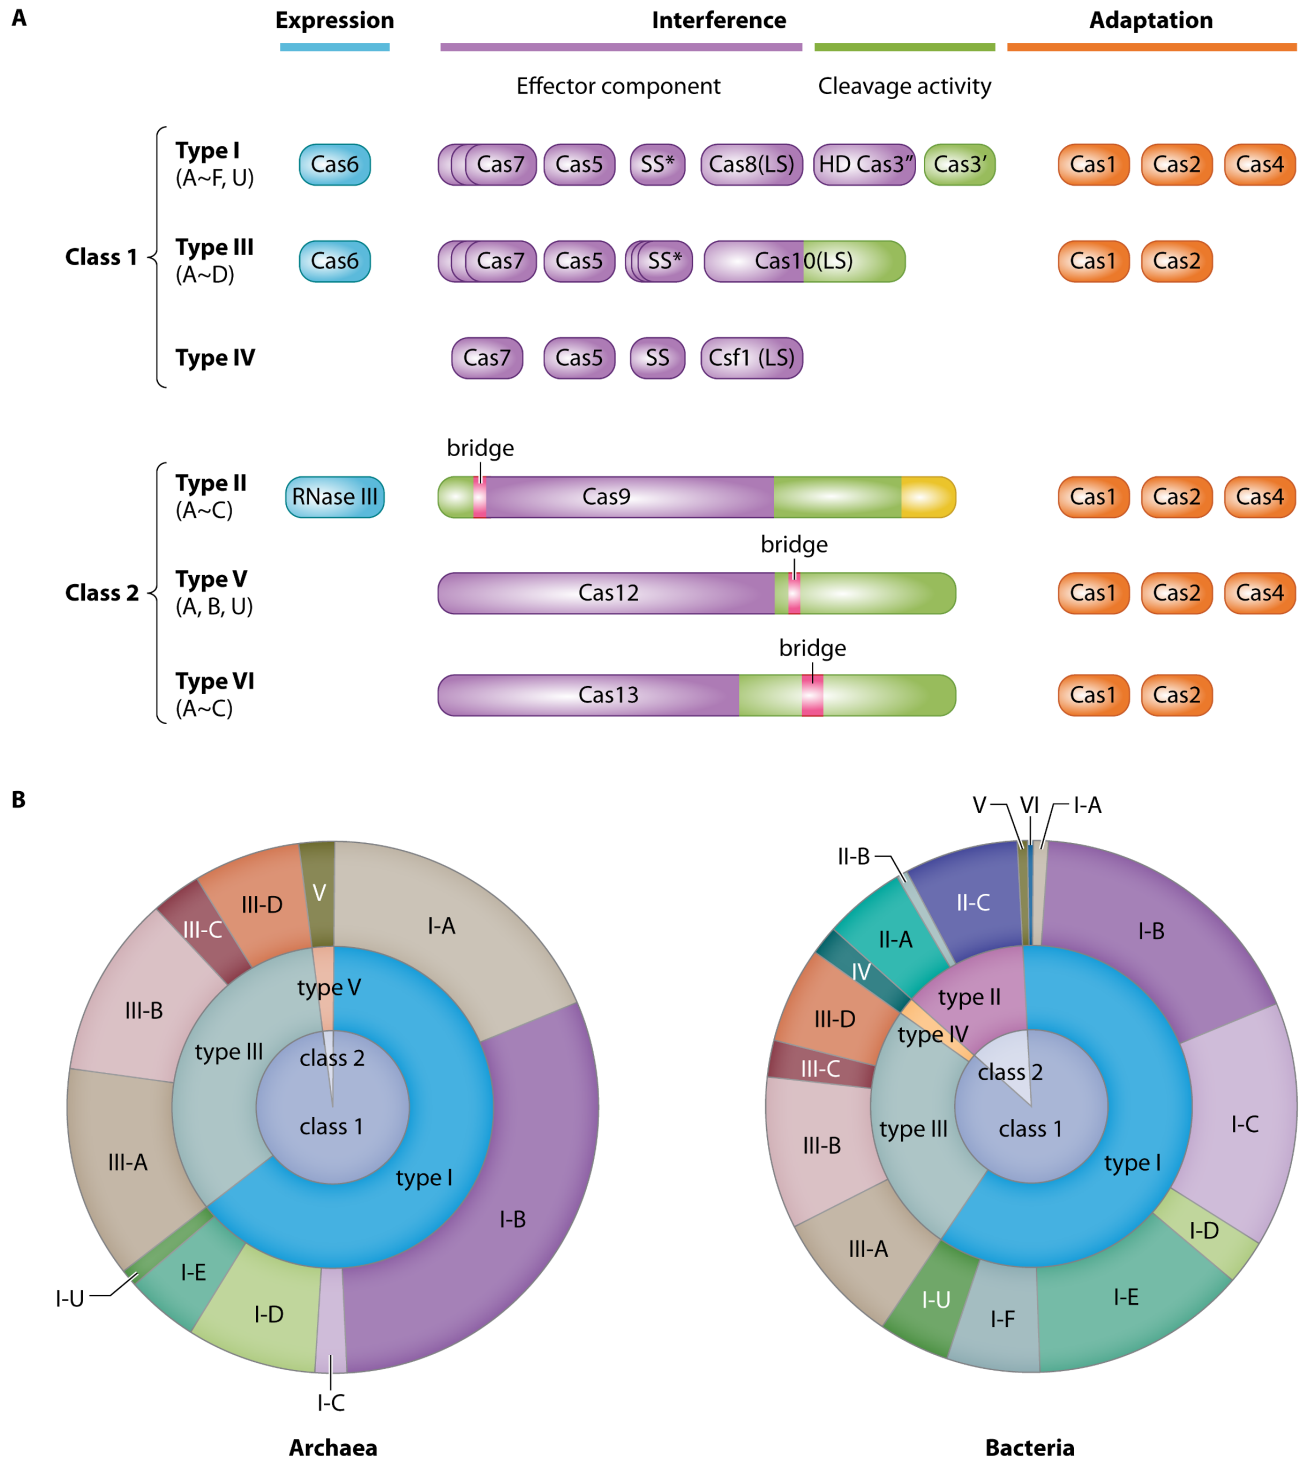 A
Expression Interference Adaptation
Effector component Cleavage activity
Class 1
Type I
(A~F, U)
Cas6 Cas7 Cas5 SS* Cas8(LS) HD Cas3″ Cas3′ Cas1 Cas2 Cas4
Type III
(A~D)
Cas6 Cas7 Cas5 SS* Cas10(LS) Cas1 Cas2
Type IV
Cas7 Cas5 SS Csf1 (LS)
Class 2
bridge
Type II
(A~C)
RNase III Cas9 Cas1 Cas2 Cas4
bridge
Type V
(A, B, U)
Cas12 Cas1 Cas2 Cas4
bridge
Type VI
(A~C)
Cas13 Cas1 Cas2
B
V
I-A
I-B
I-C
I-D
I-E
I-U
III-A
III-B
III-C
III-D
type V
type III
type I
class 2
class 1
Archaea
V
VI
I-A
I-B
I-C
I-D
I-E
I-F
I-U
III-A
III-B
III-C
III-D
IV
II-A
II-B
II-C
type II
type IV
type III
type I
class 2
class 1
Bacteria